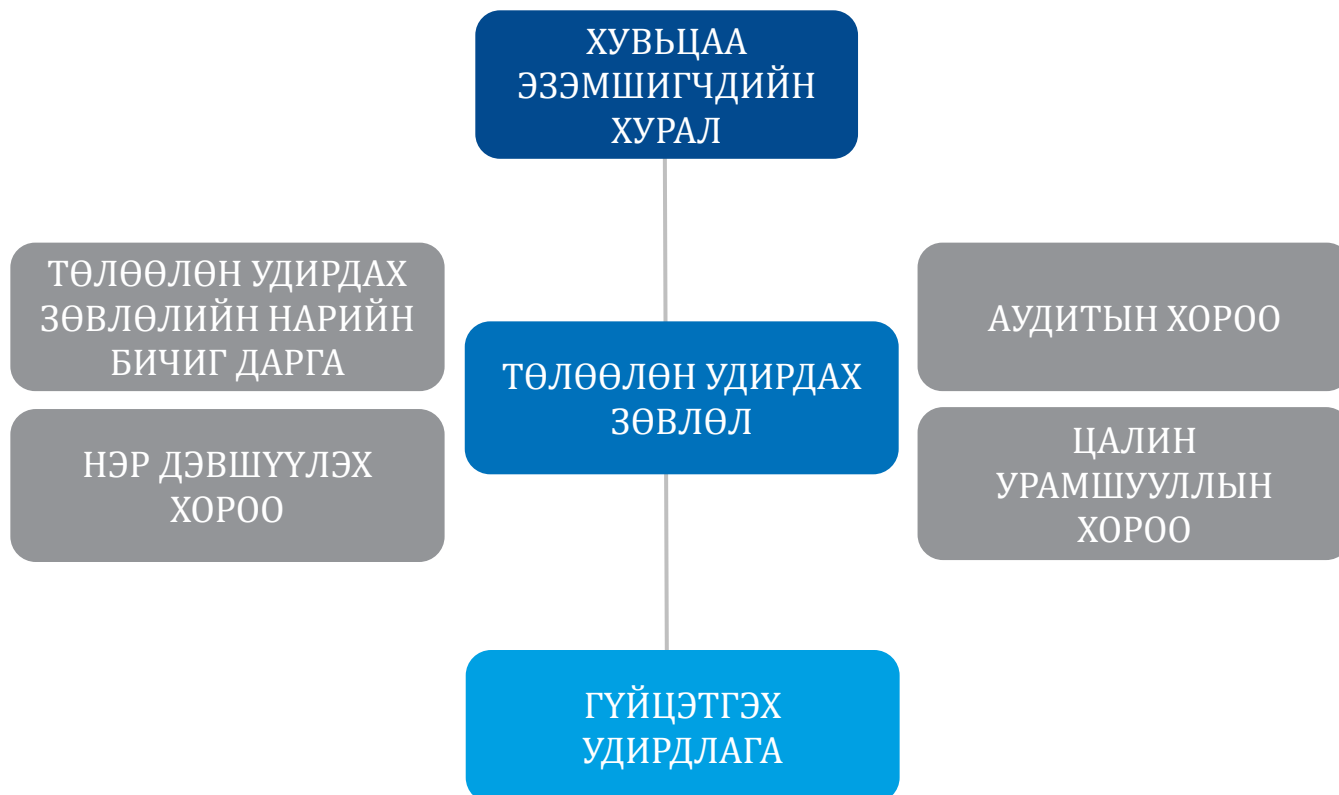 ХУВЬЦАА
ЭЗЭМШИГЧДИЙН
ХУРАЛ
ТӨЛӨӨЛӨН УДИРДАХ
ЗӨВЛӨЛИЙН НАРИЙН
БИЧИГ ДАРГА
НЭР ДЭВШҮҮЛЭХ
ХОРОО
ТӨЛӨӨЛӨН УДИРДАХ
ЗӨВЛӨЛ
АУДИТЫН ХОРОО
ЦАЛИН
УРАМШУУЛЛЫН
ХОРОО
ГҮЙЦЭТГЭХ
УДИРДЛАГА